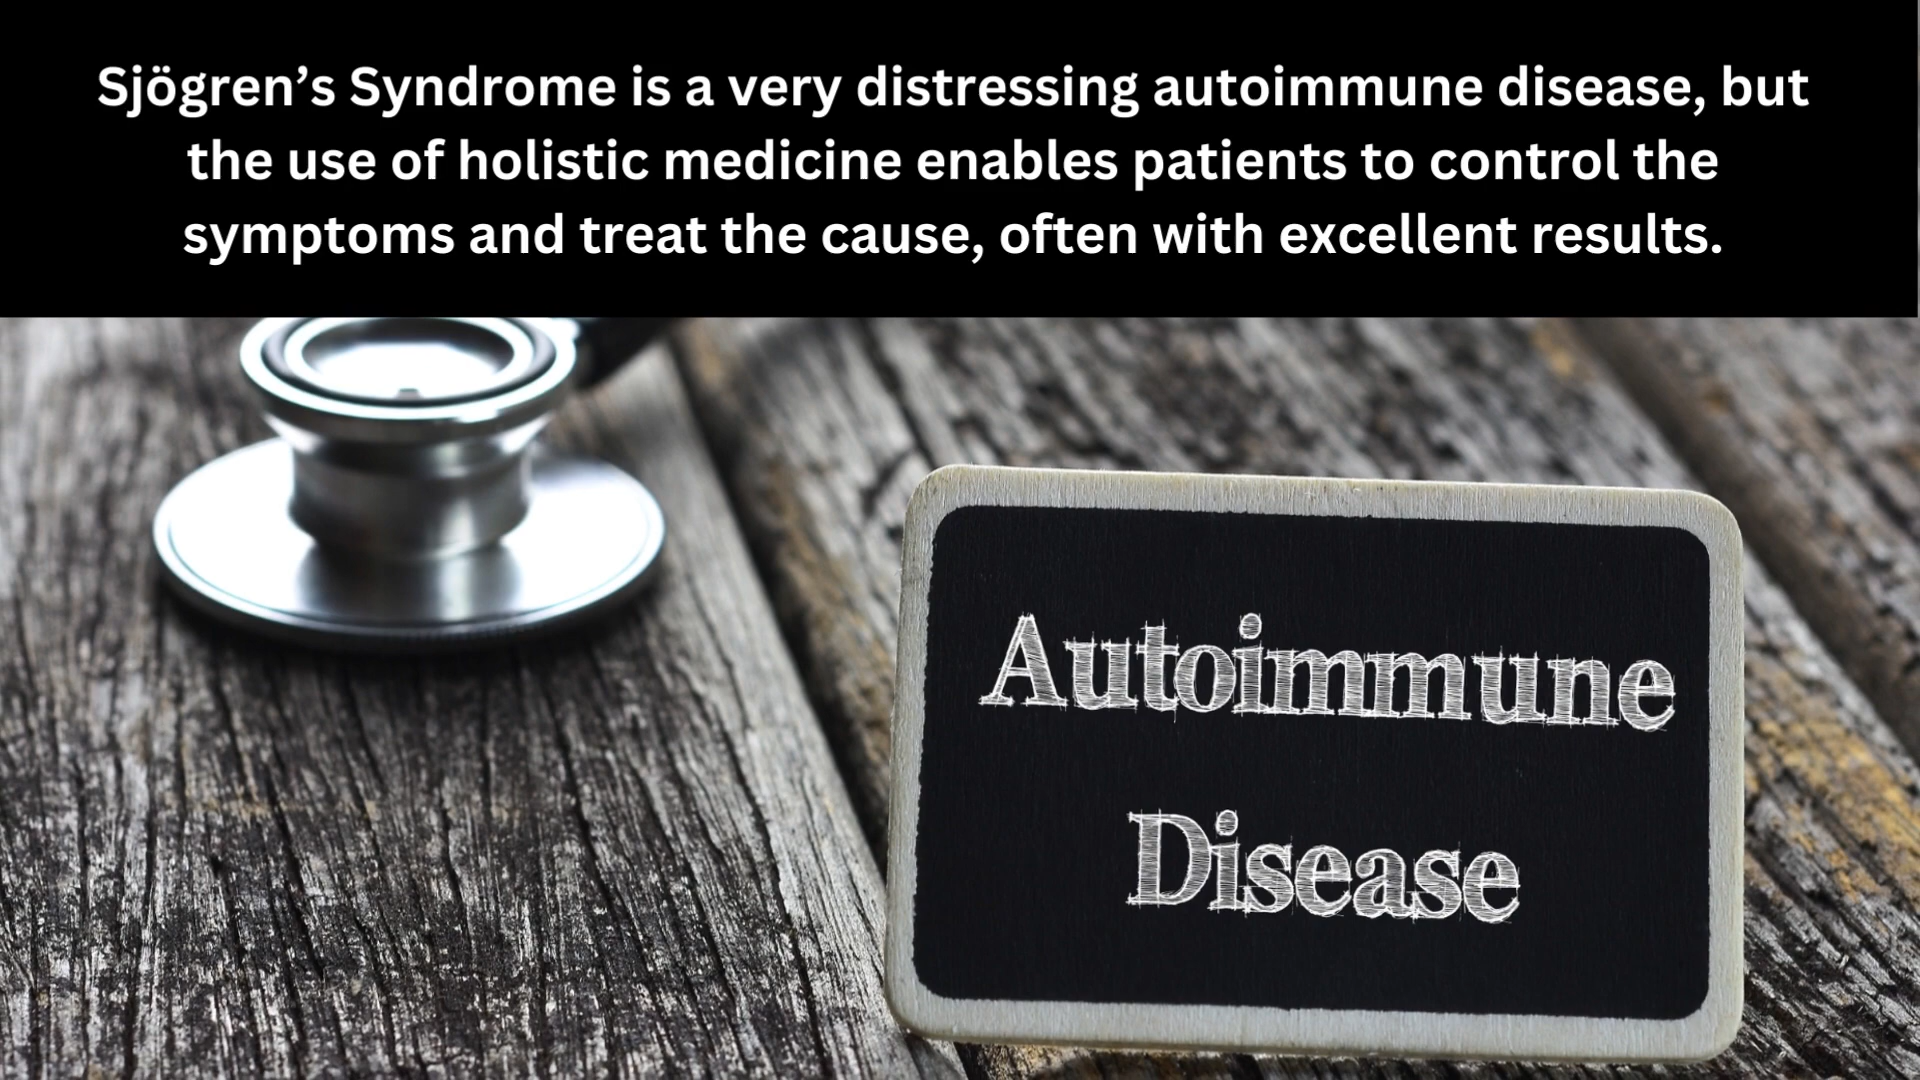 Sjögren’s Syndrome is a very distressing autoimmune disease, but
the use of holistic medicine enables patients to control the
symptoms and treat the cause, often with excellent results.
Autoimmune
Disease